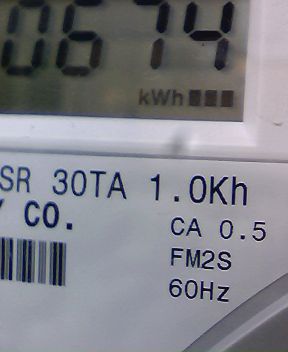 0674
kWh
SR 30TA 1.0Kh
Y CO.
CA 0.5
FM2S
60Hz